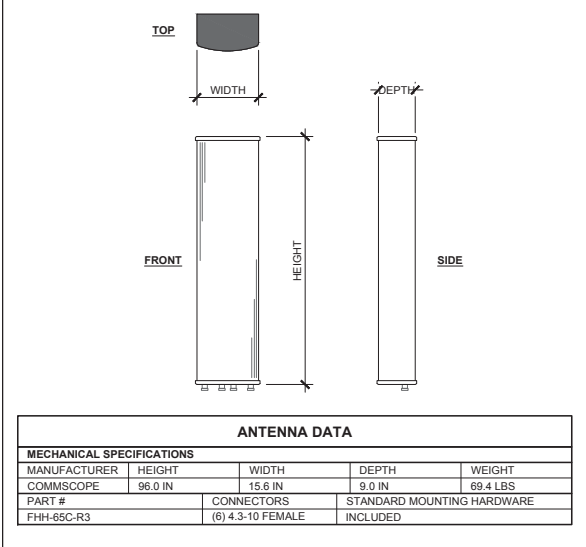 TOP
WIDTH
DEPTH
FRONT
HEIGHT
SIDE
ANTENNA DATA
MECHANICAL SPECIFICATIONS
MANUFACTURER HEIGHT WIDTH DEPTH WEIGHT
COMMSCOPE 96.0 IN 15.6 IN 9.0 IN 69.4 LBS
PART # CONNECTORS STANDARD MOUNTING HARDWARE
FHH-65C-R3 (6) 4.3-10 FEMALE INCLUDED